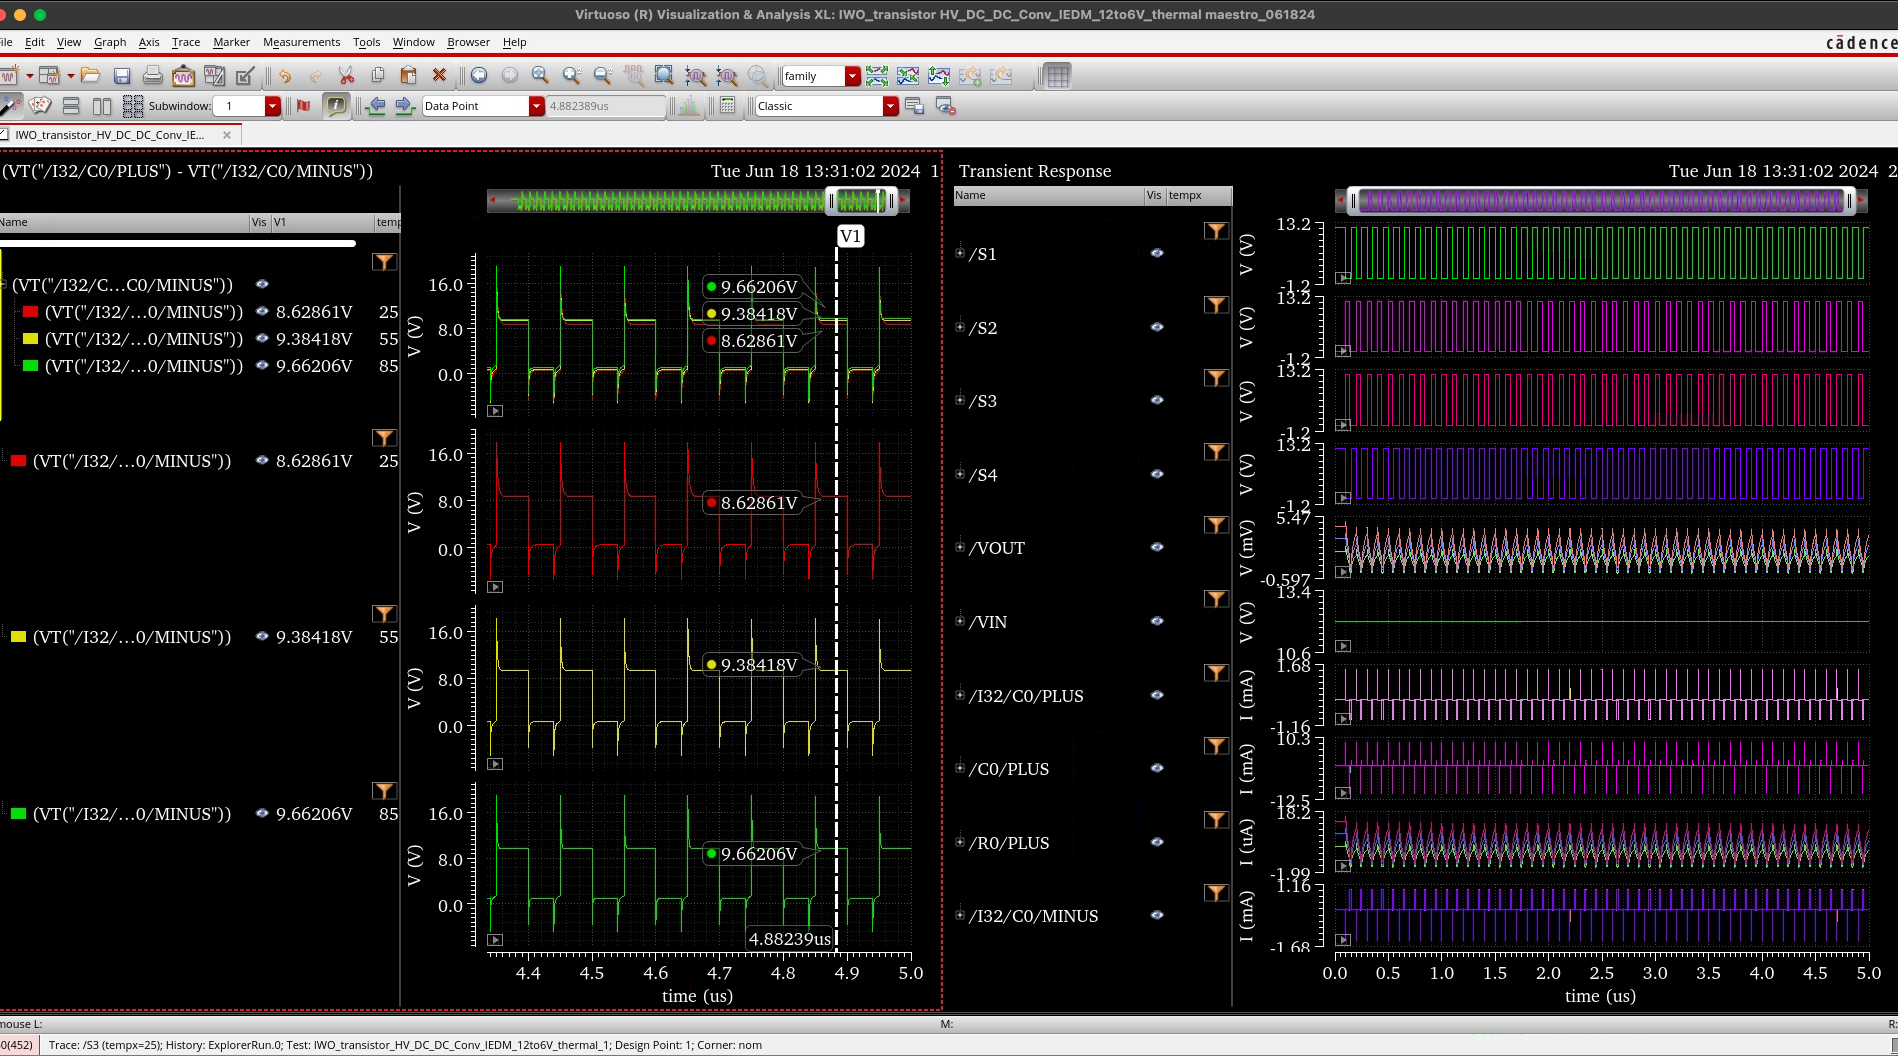 Virtuoso (R) Visualization & Analysis XL: IWO_transistor HV_DC_DC_Conv_IEDM_12to6V_thermal maestro_061824
ile Edit View Graph Axis Trace Marker Measurements Tools Window Browser Help
cādence
family
Subwindow: 1
Data Point
4.882389us
Classic
IWO_transistor_HV_DC_DC_Conv_IE...
(VT("/I32/C0/PLUS") - VT("/I32/C0/MINUS"))
Tue Jun 18 13:31:02 2024 1
Name Vis V1 temp
(VT("/I32/C...C0/MINUS"))
(VT("/I32/...0/MINUS")) 8.62861V 25
(VT("/I32/...0/MINUS")) 9.38418V 55
(VT("/I32/...0/MINUS")) 9.66206V 85
(VT("/I32/...0/MINUS")) 8.62861V 25
(VT("/I32/...0/MINUS")) 9.38418V 55
(VT("/I32/...0/MINUS")) 9.66206V 85
V1
V (V)
16.0
8.0
0.0
9.66206V
9.38418V
8.62861V
V (V)
16.0
8.0
0.0
8.62861V
V (V)
16.0
8.0
0.0
9.38418V
V (V)
16.0
8.0
0.0
9.66206V
4.88239us
4.4 4.5 4.6 4.7 4.8 4.9 5.0
time (us)
Transient Response
Tue Jun 18 13:31:02 2024 2
Name Vis tempx
/S1
/S2
/S3
/S4
/VOUT
/VIN
/I32/C0/PLUS
/C0/PLUS
/R0/PLUS
/I32/C0/MINUS
V (V)
13.2
-1.2
V (V)
13.2
-1.2
V (V)
13.2
-1.2
V (V)
13.2
-1.2
V (mV)
5.47
-0.597
V (V)
13.4
10.6
I (mA)
1.68
-1.16
I (mA)
10.3
-12.5
I (uA)
18.2
-1.99
I (mA)
1.16
-1.68
0.0 0.5 1.0 1.5 2.0 2.5 3.0 3.5 4.0 4.5 5.0
time (us)
mouse L:
M:
R:
0(452)
Trace: /S3 (tempx=25); History: ExplorerRun.0; Test: IWO_transistor_HV_DC_DC_Conv_IEDM_12to6V_thermal_1; Design Point: 1; Corner: nom